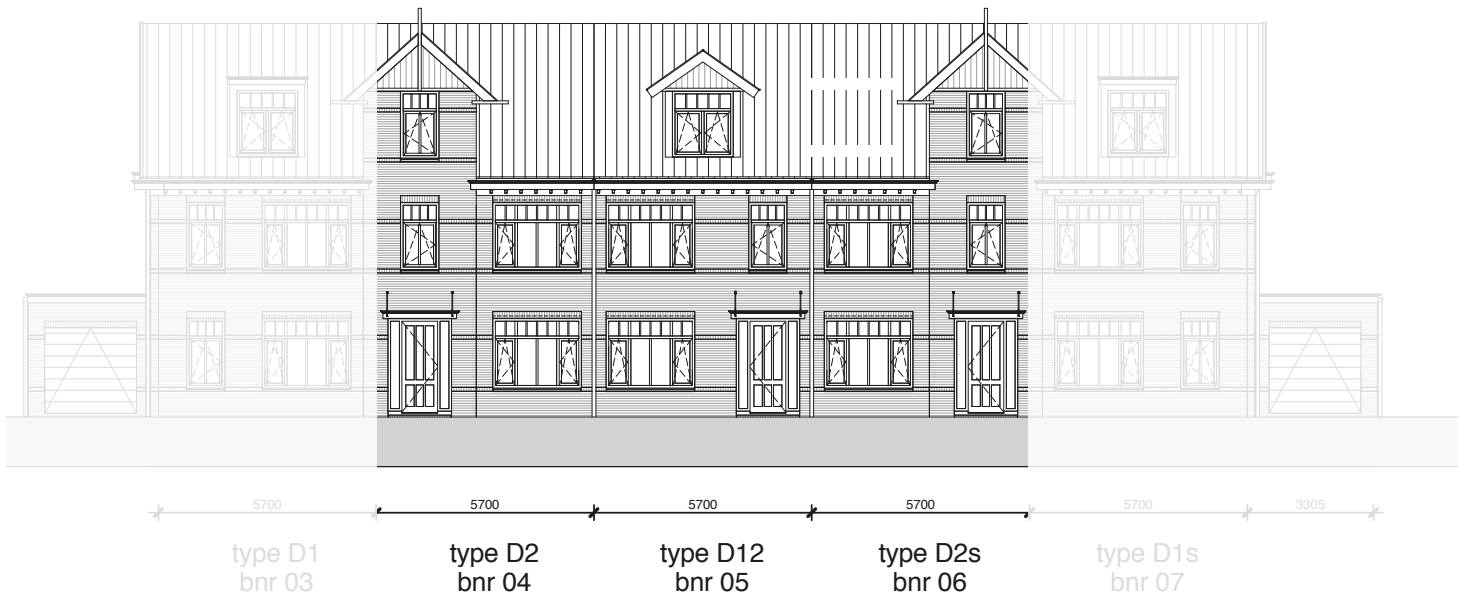 5700 5700 5700 5700 5700 3305
type D1 type D2 type D12 type D2s type D1s
bnr 03 bnr 04 bnr 05 bnr 06 bnr 07